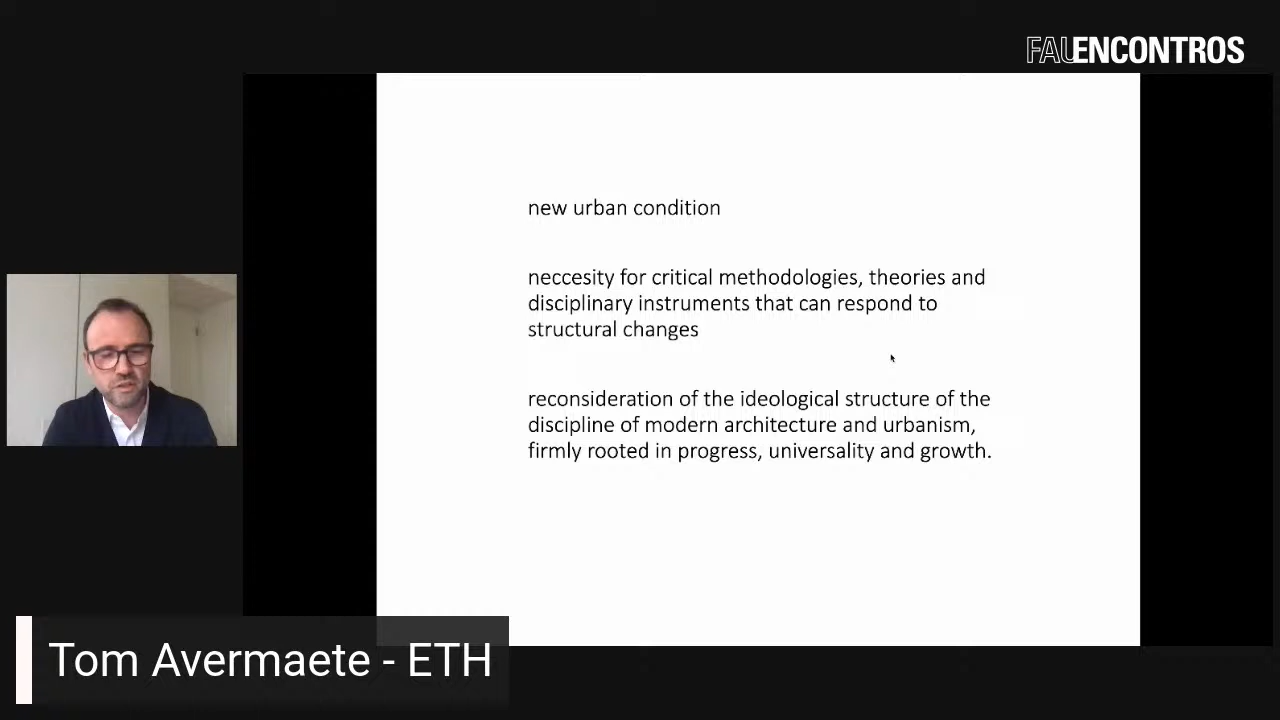 FAUENCONTROS
new urban condition
neccesity for critical methodologies, theories and
disciplinary instruments that can respond to
structural changes
reconsideration of the ideological structure of the
discipline of modern architecture and urbanism,
firmly rooted in progress, universality and growth.
Tom Avermaete - ETH